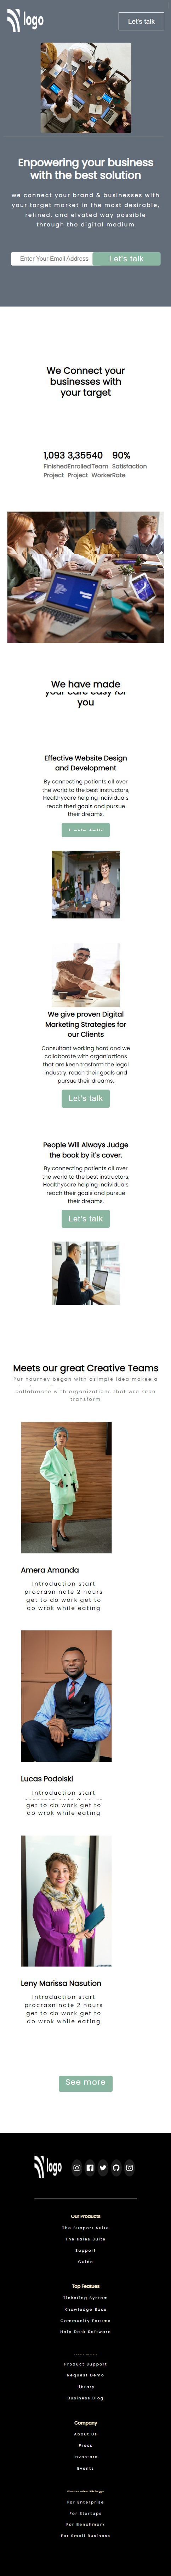 logo
Let's talk
Enpowering your business
with the best solution
we connect your brand & businesses with
your target market in the most desirable,
refined, and elvated way possible
through the digital medium
Enter Your Email Address
Let's talk
We Connect your
businesses with
your target
1,093 3,35540 90%
FinishedEnrolledTeam Satisfaction
Project Project WorkerRate
We have made
your care easy for
you
Effective Website Design
and Development
By connecting patients all over
the world to the best instructors,
Healthycare helping individuals
reach theri goals and pursue
their dreams.
Let's talk
We give proven Digital
Marketing Strategies for
our Clients
Consultant working hard and we
collaborate with orgianizations
that are keen trasform the legal
industry. reach their goals and
pursue their dreams.
Let's talk
People Will Always Judge
the book by it's cover.
By connecting patients all over
the world to the best instructors,
Healthycare helping individuals
reach their goals and pursue
their dreams.
Let's talk
Meets our great Creative Teams
Pur hourney began with asimple idea makee a
collaborate with organizations that wre keen
transform
Amera Amanda
Introduction start
procrasninate 2 hours
get to do work get to
do wrok while eating
Lucas Podolski
Introduction start
get to do work get to
do wrok while eating
Leny Marissa Nasution
Introduction start
procrasninate 2 hours
get to do work get to
do wrok while eating
See more
logo
Our Products
The Support Suite
The sales Suite
Support
Guide
Top Featues
Ticketing System
Knowledge Base
Community Forums
Help Desk Software
Product Support
Request Demo
Library
Business Blog
Company
About Us
Press
Investors
Events
For Enterprise
For Startups
For Benchmark
For Small Business